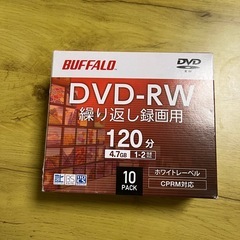 BUFFALO
DVD
DVD-RW
繰り返し録画用
120分
4.7GB
1-2倍速
10
PACK
ホワイトレーベル
CPRM対応